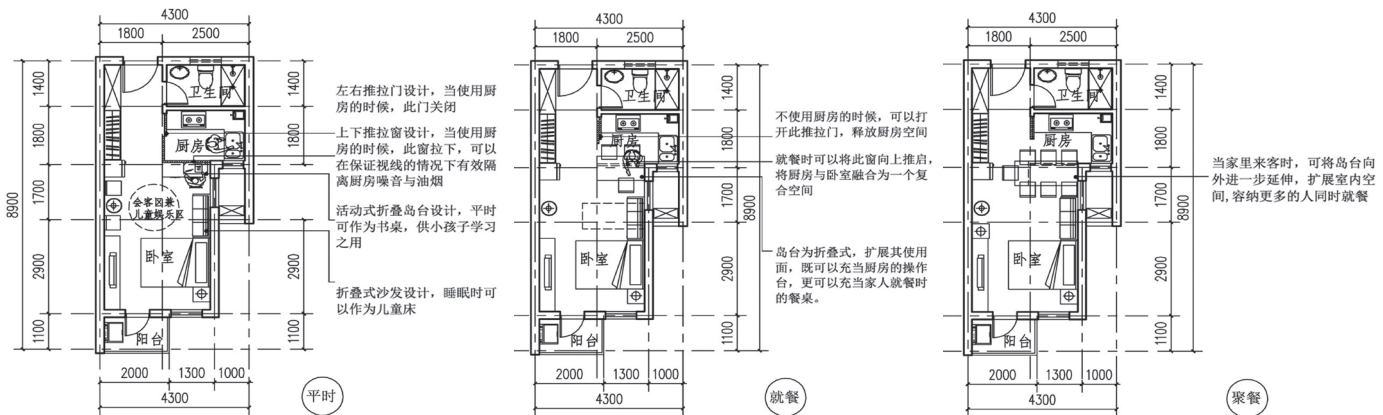 4300
1800
2500
8900
1400
1800
1700
2900
1100
1400
1800
2900
1100
卫生间
厨房
会客区兼
儿童娱乐区
卧室
阳台
2000
1300
1000
4300
平时
左右推拉门设计，当使用厨
房的时候，此门关闭
上下推拉窗设计，当使用厨
房的时候，此窗拉下，可以
在保证视线的情况下有效隔
离厨房噪音与油烟
活动式折叠岛台设计，平时
可作为书桌，供小孩子学习
之用
折叠式沙发设计，睡眠时可
以作为儿童床
4300
1800
2500
1400
1800
1700
2900
1100
8900
卫生间
厨房
卧室
阳台
2000
1300
1000
4300
就餐
不使用厨房的时候，可以打
开此推拉门，释放厨房空间
就餐时可以将此窗向上推启，
将厨房与卧室融合为一个复
合空间
岛台为折叠式，扩展其使用
面，既可以充当厨房的操作
台，更可以充当家人就餐时
的餐桌。
4300
1800
2500
1400
1800
1700
2900
1100
8900
卫生间
厨房
卧室
阳台
2000
1300
1000
4300
聚餐
当家里来客时，可将岛台向
外进一步延伸，扩展室内空
间,容纳更多的人同时就餐